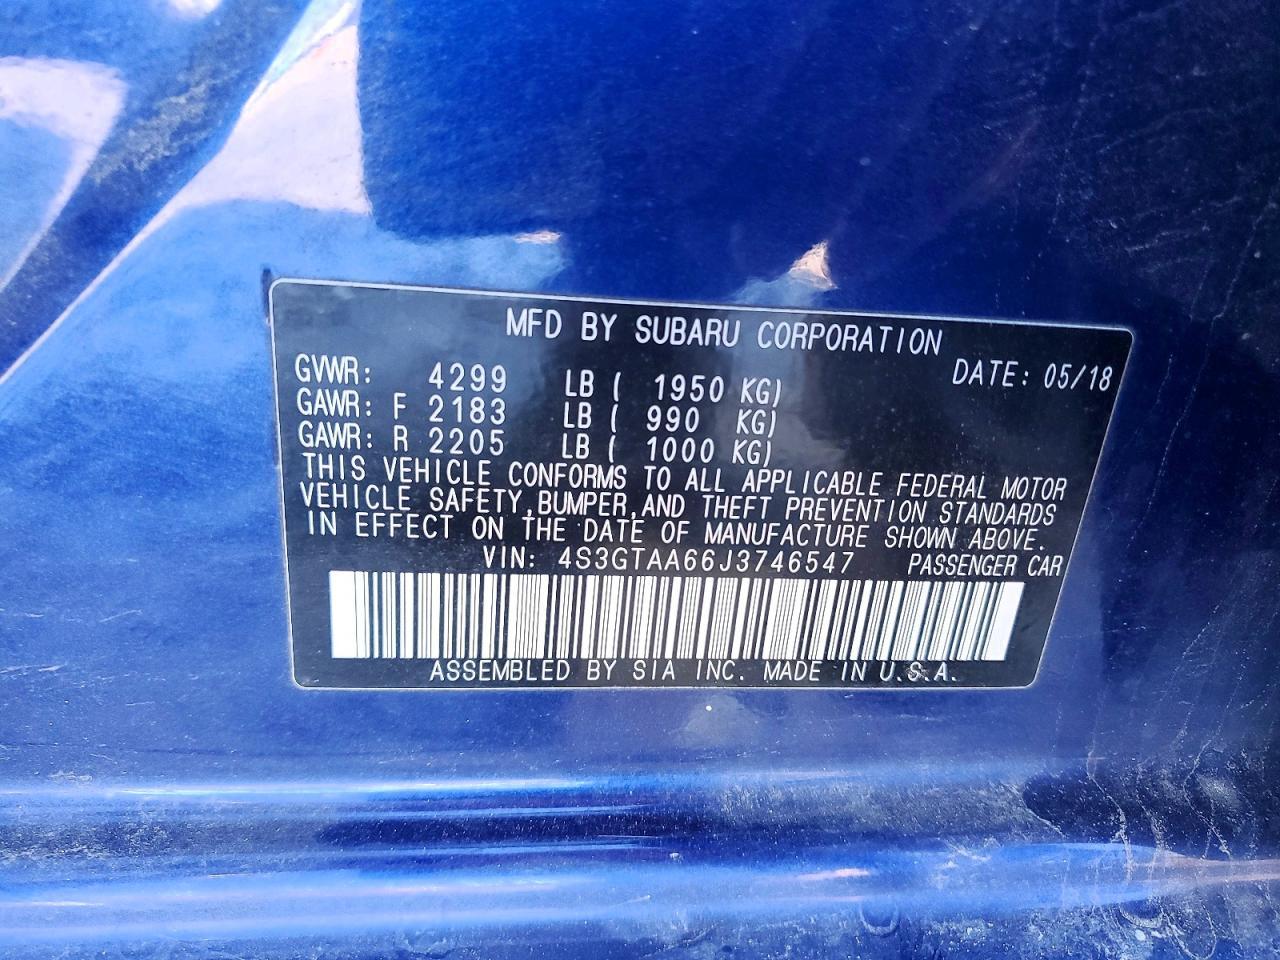 MFD BY SUBARU CORPORATION
DATE: 05/18
GVWR: 4299 LB ( 1950 KG)
GAWR: F 2183 LB ( 990 KG)
GAWR: R 2205 LB ( 1000 KG)
THIS VEHICLE CONFORMS TO ALL APPLICABLE FEDERAL MOTOR
VEHICLE SAFETY,BUMPER,AND THEFT PREVENTION STANDARDS
IN EFFECT ON THE DATE OF MANUFACTURE SHOWN ABOVE.
VIN: 4S3GTAA66J3746547 PASSENGER CAR
ASSEMBLED BY SIA INC. MADE IN U.S.A.